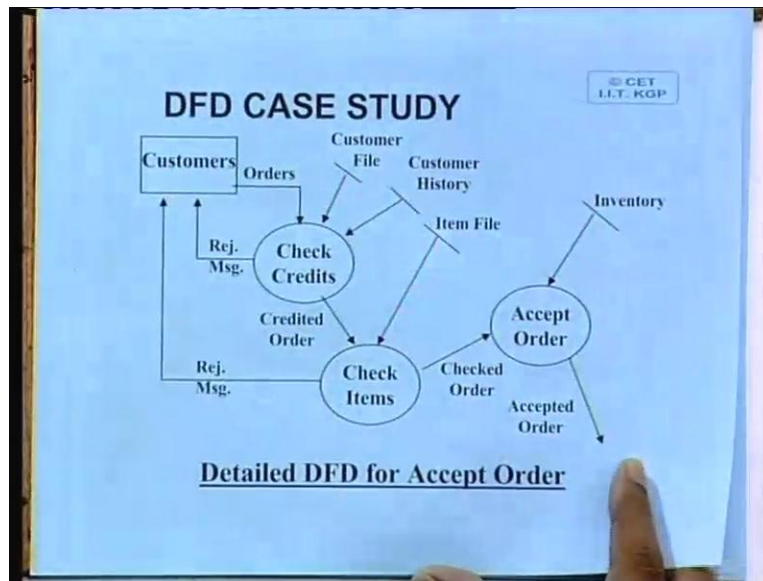 © CET
I.I.T. KGP
DFD CASE STUDY
Customer
File
Customers
Customer
History
Orders
Inventory
Item File
Rej.
Msg.
Check
Credits
Accept
Order
Credited
Order
Check
Items
Checked
Order
Rej.
Msg.
Accepted
Order
Detailed DFD for Accept Order